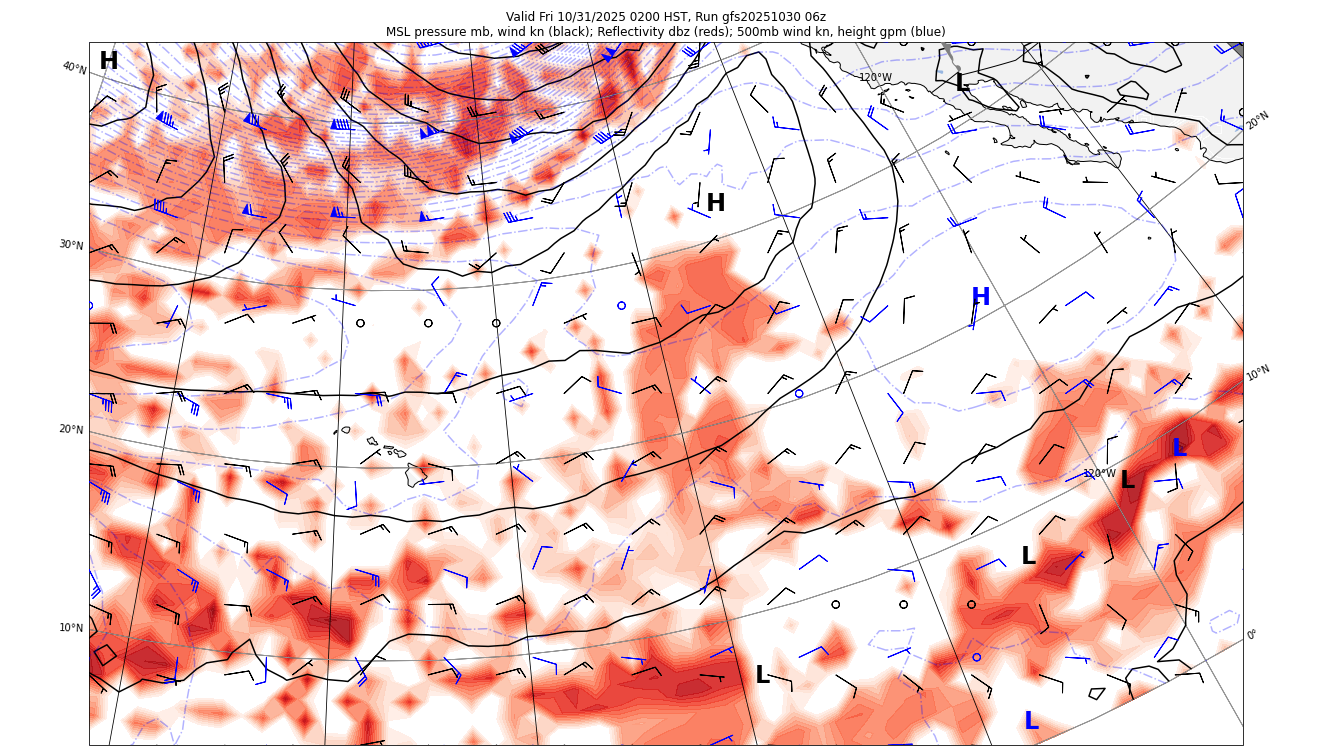 Valid Fri 10/31/2025 0200 HST, Run gfs20251030 06z
MSL pressure mb, wind kn (black); Reflectivity dbz (reds); 500mb wind kn, height gpm (blue)
H
40°N
120°W
L
20°N
H
30°N
H
10°N
20°N
L
120°W
L
L
10°N
0°
L
L